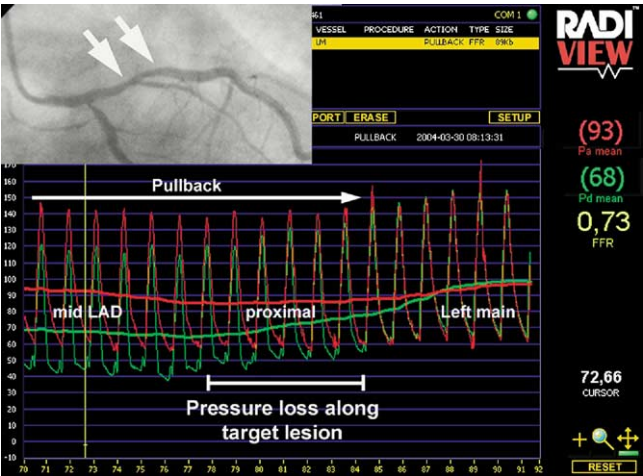 461 COM 1
VESSEL PROCEDURE ACTION TYPE SIZE
LM PULLBACK FFR 89Kb
PORT ERASE SETUP
PULLBACK 2004-03-30 08:13:31
RADI
VIEW
(93)
Pa mean
(68)
Pd mean
0,73
FFR
72,66
CURSOR
RESET
Pullback
mid LAD proximal Left main
Pressure loss along
target lesion
170
160
150
140
130
120
110
100
90
80
70
60
50
40
30
20
10
0
-10
70 71 72 73 74 75 76 77 78 79 80 81 82 83 84 85 86 87 88 89 90 91 92